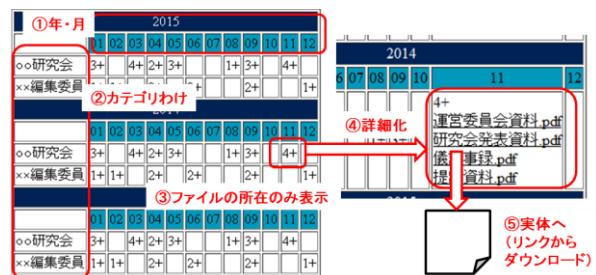 ①年・月 2015
01 02 03 04 05 06 07 08 09 10 11 12
○○研究会 3+ 4+ 2+ 3+ 1+ 3+ 4+
××編集委員 2+ 1+
②カテゴリわけ
01 02 03 04 05 06 07 08 09 10 11 12
○○研究会 3+ 4+ 2+ 3+ 1+ 3+ 4+
××編集委員 1+ 1+ 2+ 2+ 2+ 1+
③ファイルの所在のみ表示
01 02 03 04 05 06 07 08 09 10 11 12
○○研究会 3+ 4+ 2+ 3+ 1+ 3+ 4+
××編集委員 1+ 1+ 2+ 2+ 2+ 1+
2014
6 07 08 09 10 11 12
4+
運営委員会資料.pdf
④詳細化
研究会発表資料.pdf
事録.pdf
資料.pdf
⑤実体へ
(リンクから
ダウンロード)